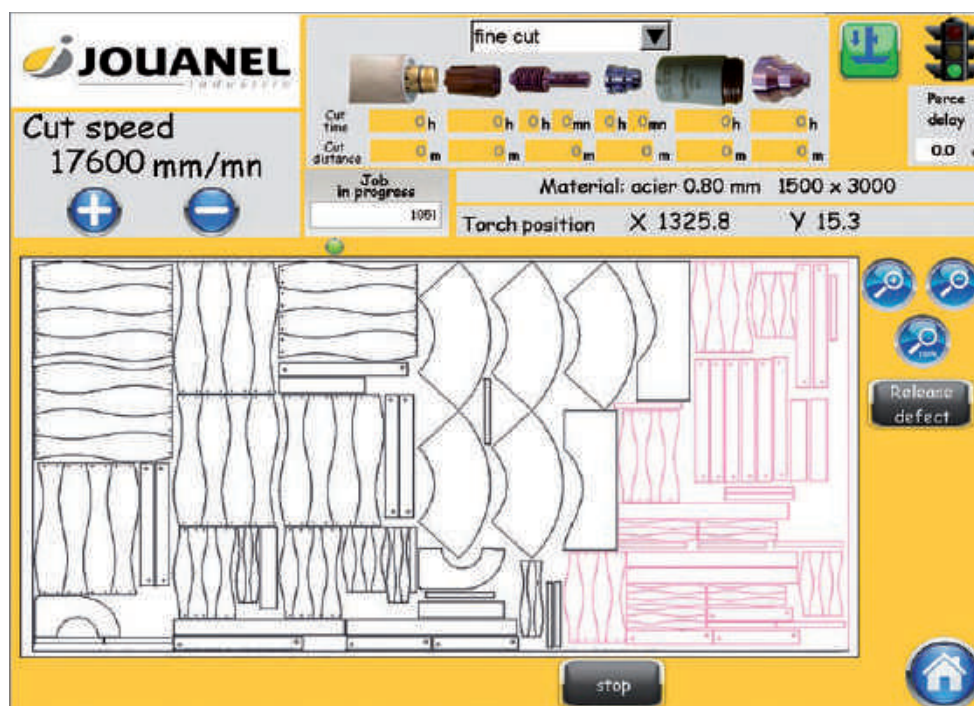 JOUANEL
industrie
fine cut
Cut speed
17600 mm/mn
Cut time
0 h
0 h
0 h 0 mn
0 h 0 mn
0 h
0 h
Cut distance
0 m
0 m
0 m
0 m
0 m
0 m
Perce
delay
0.0
Job
in progress
1051
Material: acier 0.80 mm 1500 x 3000
Torch position X 1325.8 Y 15.3
Release
defect
stop